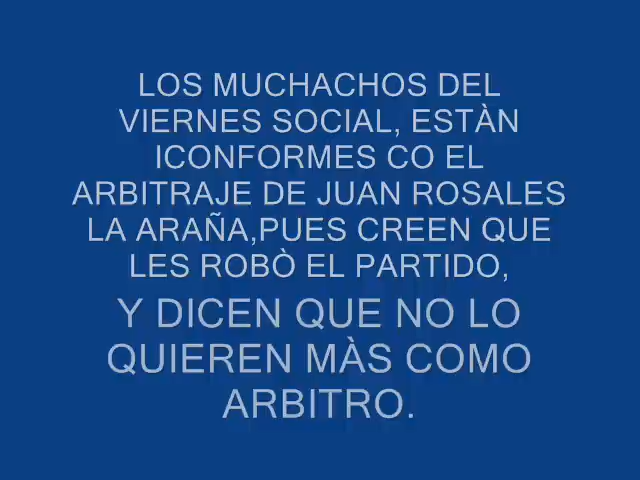 LOS MUCHACHOS DEL
VIERNES SOCIAL, ESTÀN
ICONFORMES CO EL
ARBITRAJE DE JUAN ROSALES
LA ARAÑA,PUES CREEN QUE
LES ROBÒ EL PARTIDO,
Y DICEN QUE NO LO
QUIEREN MÀS COMO
ARBITRO.